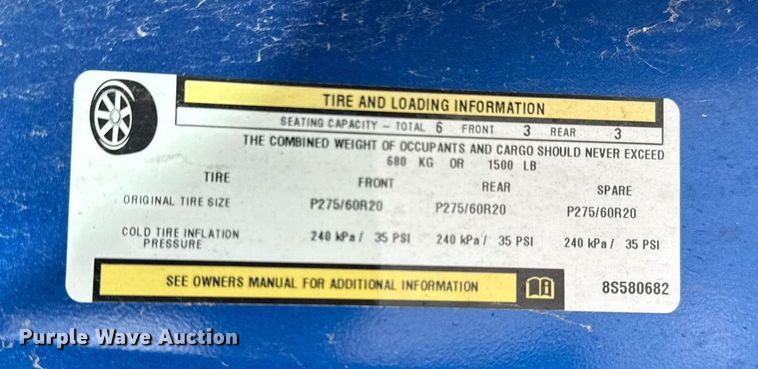 TIRE AND LOADING INFORMATION
SEATING CAPACITY – TOTAL 6 FRONT 3 REAR 3
THE COMBINED WEIGHT OF OCCUPANTS AND CARGO SHOULD NEVER EXCEED
680 KG OR 1500 LB
TIRE FRONT REAR SPARE
ORIGINAL TIRE SIZE P275/60R20 P275/60R20 P275/60R20
COLD TIRE INFLATION
PRESSURE 240 kPa / 35 PSI 240 kPa / 35 PSI 240 kPa / 35 PSI
SEE OWNERS MANUAL FOR ADDITIONAL INFORMATION 8S580682
Purple Wave Auction